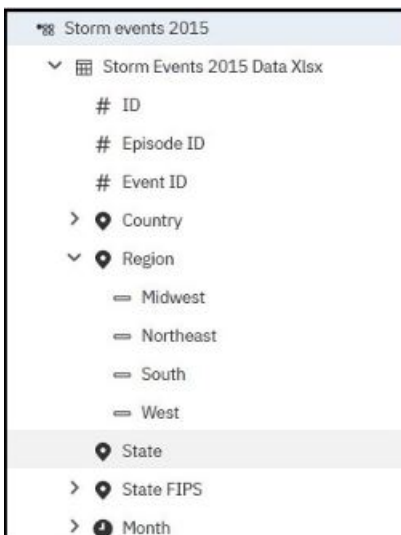 Storm events 2015
Storm Events 2015 Data Xlsx
# ID
# Episode ID
# Event ID
Country
Region
Midwest
Northeast
South
West
State
State FIPS
Month